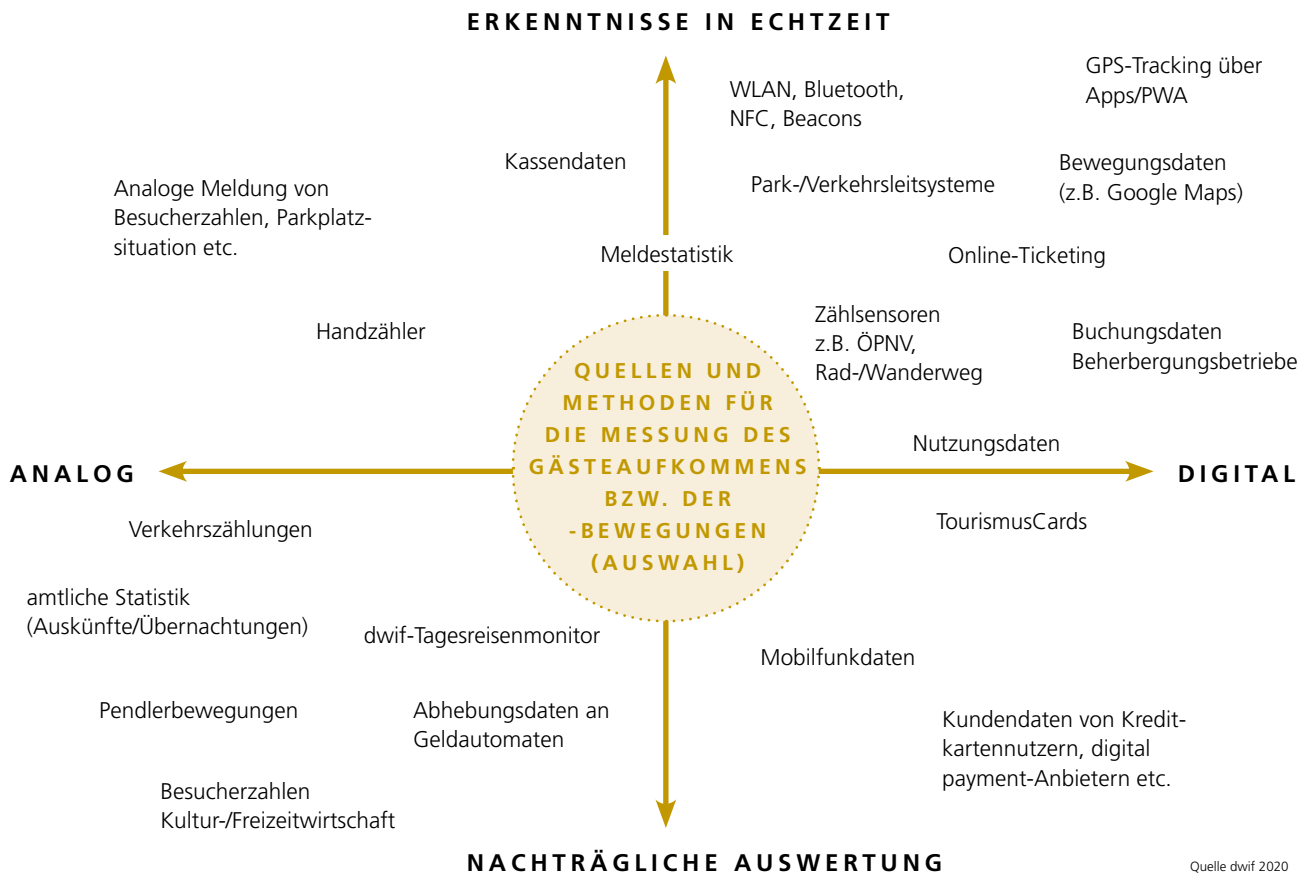 ERKENNTNISSE IN ECHTZEIT
GPS-Tracking über
Apps/PWA
WLAN, Bluetooth,
NFC, Beacons
Kassendaten
Bewegungsdaten
(z.B. Google Maps)
Park-/Verkehrsleitsysteme
Analoge Meldung von
Besucherzahlen, Parkplatz-
situation etc.
Meldestatistik
Online-Ticketing
Handzähler
Zählsensoren
z.B. ÖPNV,
Rad-/Wanderweg
Buchungsdaten
Beherbergungsbetriebe
QUELLEN UND
METHODEN FÜR
DIE MESSUNG DES
GÄSTEAUFKOMMENS
BZW. DER
-BEWEGUNGEN
(AUSWAHL)
Nutzungsdaten
ANALOG
DIGITAL
Verkehrszählungen
TourismusCards
amtliche Statistik
(Auskünfte/Übernachtungen)
dwif-Tagesreisenmonitor
Mobilfunkdaten
Pendlerbewegungen
Abhebungsdaten an
Geldautomaten
Kundendaten von Kredit-
kartennutzern, digital
payment-Anbietern etc.
Besucherzahlen
Kultur-/Freizeitwirtschaft
NACHTRÄGLICHE AUSWERTUNG
Quelle dwif 2020